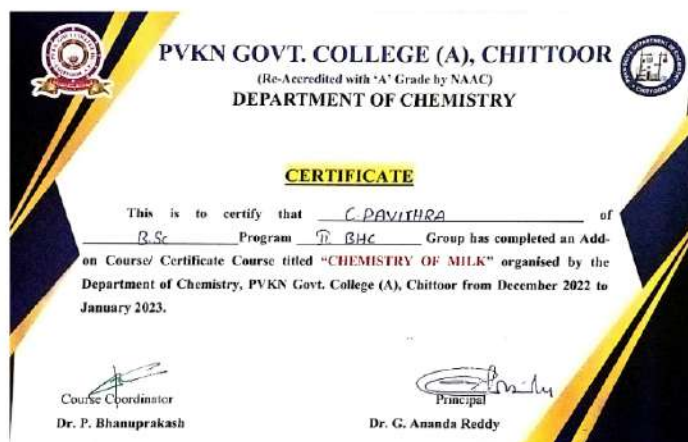 PVKN GOVT. COLLEGE (A), CHITTOOR
(Re-Accredited with ‘A’ Grade by NAAC)
DEPARTMENT OF CHEMISTRY
CERTIFICATE
This is to certify that C.PAVITHRA of
B.Sc Program II BHC Group has completed an Add-
on Course/ Certificate Course titled “CHEMISTRY OF MILK” organised by the
Department of Chemistry, PVKN Govt. College (A), Chittoor from December 2022 to
January 2023.
Course Coordinator
Dr. P. Bhanuprakash
Principal
Dr. G. Ananda Reddy